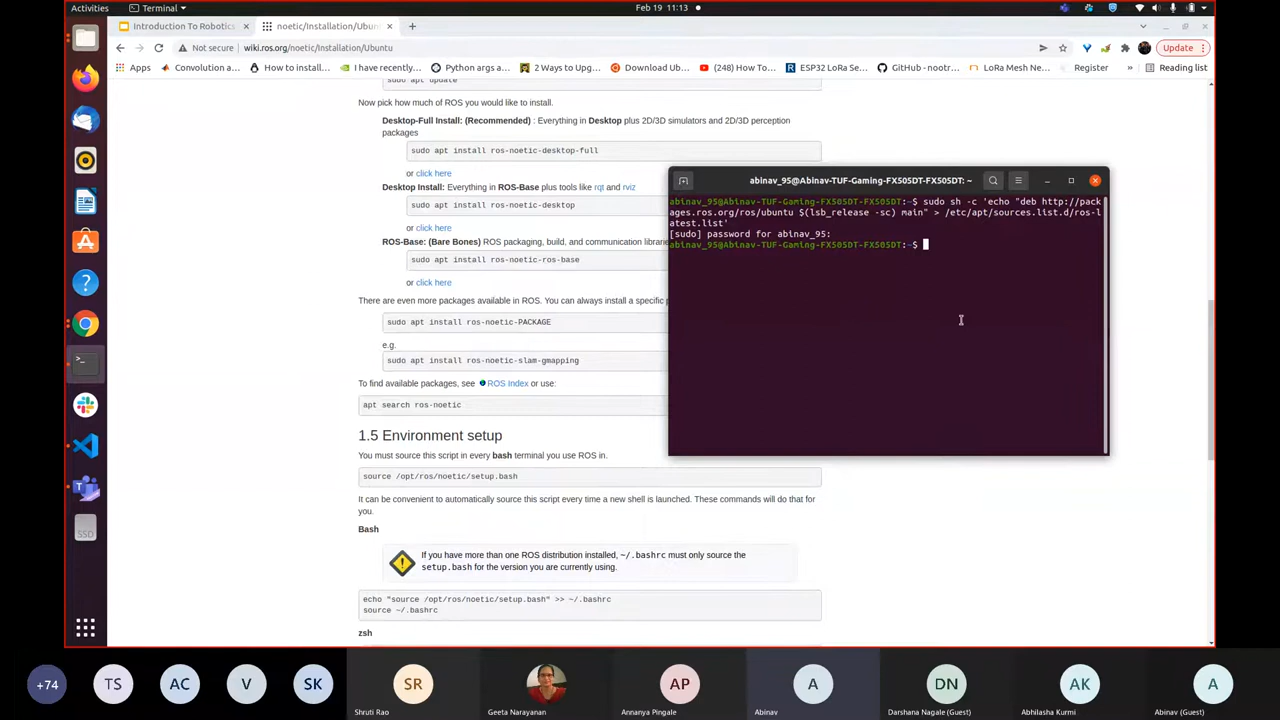 Activities
Terminal
Feb 19 11:13
Introduction To Robotics
noetic/Installation/Ubun
Not secure
wiki.ros.org/noetic/Installation/Ubuntu
Update
Apps
Convolution a...
How to install...
I have recently...
Python args a...
2 Ways to Upg...
Download Ub...
(248) How To...
ESP32 LoRa Se...
GitHub - nootr...
LoRa Mesh Ne...
Register
»
Reading list
sudo apt update
Now pick how much of ROS you would like to install.
Desktop-Full Install: (Recommended) : Everything in Desktop plus 2D/3D simulators and 2D/3D perception
packages
sudo apt install ros-noetic-desktop-full
or click here
Desktop Install: Everything in ROS-Base plus tools like rqt and rviz
sudo apt install ros-noetic-desktop
or click here
ROS-Base: (Bare Bones) ROS packaging, build, and communication librarie
sudo apt install ros-noetic-ros-base
or click here
There are even more packages available in ROS. You can always install a specific p
sudo apt install ros-noetic-PACKAGE
e.g.
sudo apt install ros-noetic-slam-gmapping
To find available packages, see ROS Index or use:
apt search ros-noetic
1.5 Environment setup
You must source this script in every bash terminal you use ROS in.
source /opt/ros/noetic/setup.bash
It can be convenient to automatically source this script every time a new shell is launched. These commands will do that for
you.
Bash
If you have more than one ROS distribution installed, ~/.bashrc must only source the
setup.bash for the version you are currently using.
echo "source /opt/ros/noetic/setup.bash" >> ~/.bashrc
source ~/.bashrc
zsh
abinav_95@Abinav-TUF-Gaming-FX505DT-FX505DT: ~
abinav_95@Abinav-TUF-Gaming-FX505DT-FX505DT:~$ sudo sh -c 'echo "deb http://pack
ages.ros.org/ros/ubuntu $(lsb_release -sc) main" > /etc/apt/sources.list.d/ros-l
atest.list'
[sudo] password for abinav_95:
abinav_95@Abinav-TUF-Gaming-FX505DT-FX505DT:~$
SSD
+74
TS
AC
V
SK
SR
Shruti Rao
Geeta Narayanan
AP
Annanya Pingale
A
Abinav
DN
Darshana Nagale (Guest)
AK
Abhilasha Kurmi
A
Abinav (Guest)